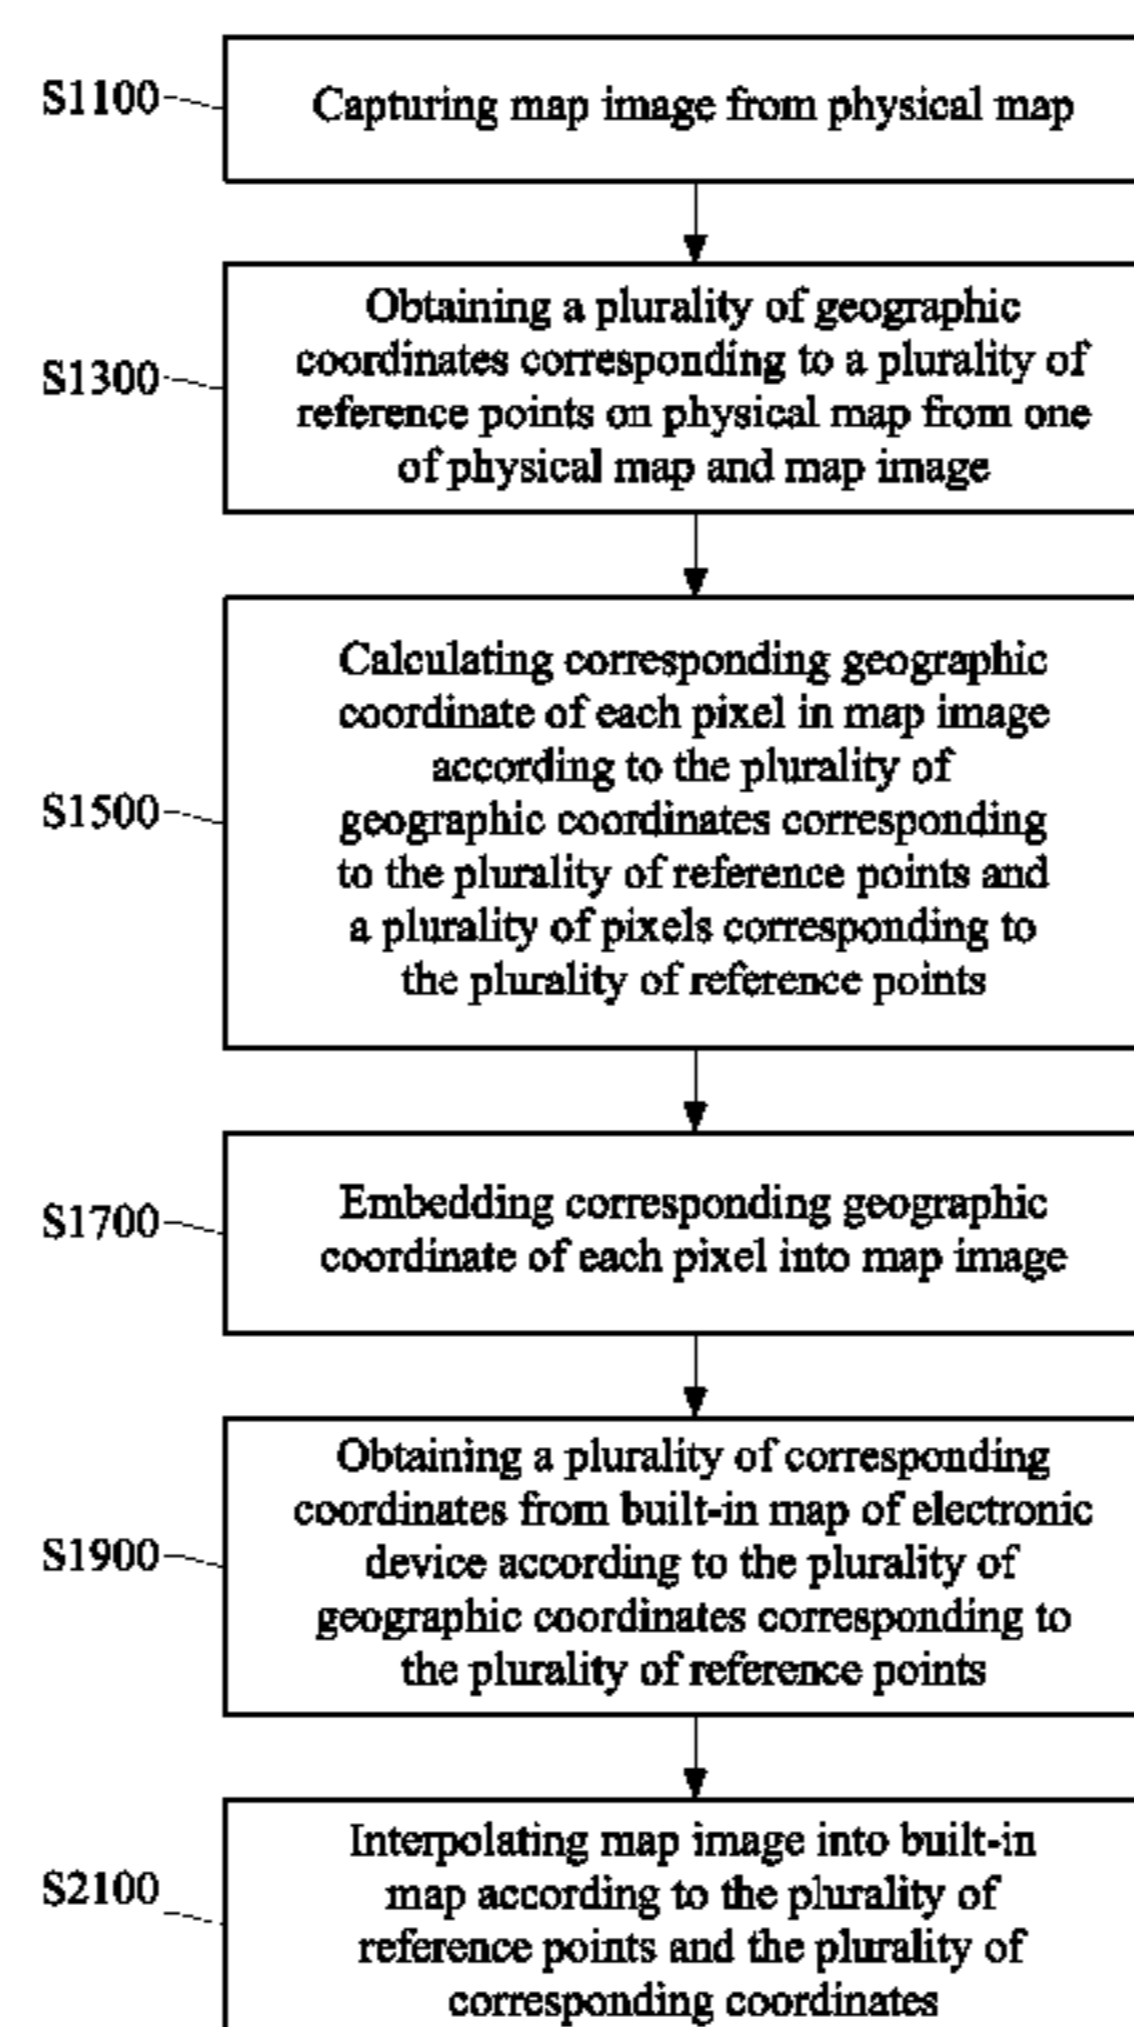 S1100
Capturing map image from physical map
S1300
Obtaining a plurality of geographic
coordinates corresponding to a plurality of
reference points on physical map from one
of physical map and map image
S1500
Calculating corresponding geographic
coordinate of each pixel in map image
according to the plurality of
geographic coordinates corresponding
to the plurality of reference points and
a plurality of pixels corresponding to
the plurality of reference points
S1700
Embedding corresponding geographic
coordinate of each pixel into map image
S1900
Obtaining a plurality of corresponding
coordinates from built-in map of electronic
device according to the plurality of
geographic coordinates corresponding to
the plurality of reference points
S2100
Interpolating map image into built-in
map according to the plurality of
reference points and the plurality of
corresponding coordinates